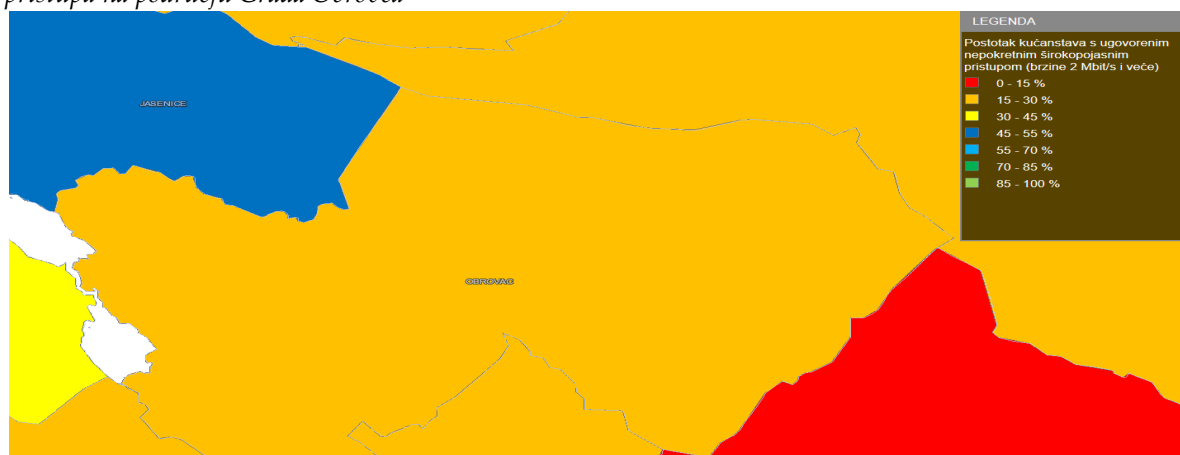 pristupa na području Grada Obrovca
LEGENDA
Postotak kućanstava s ugovorenim
nepokretnim širokopojasnim
pristupom (brzine 2 Mbit/s i veće)
0 - 15 %
15 - 30 %
30 - 45 %
45 - 55 %
55 - 70 %
70 - 85 %
85 - 100 %
JASENICE
OBROVAC